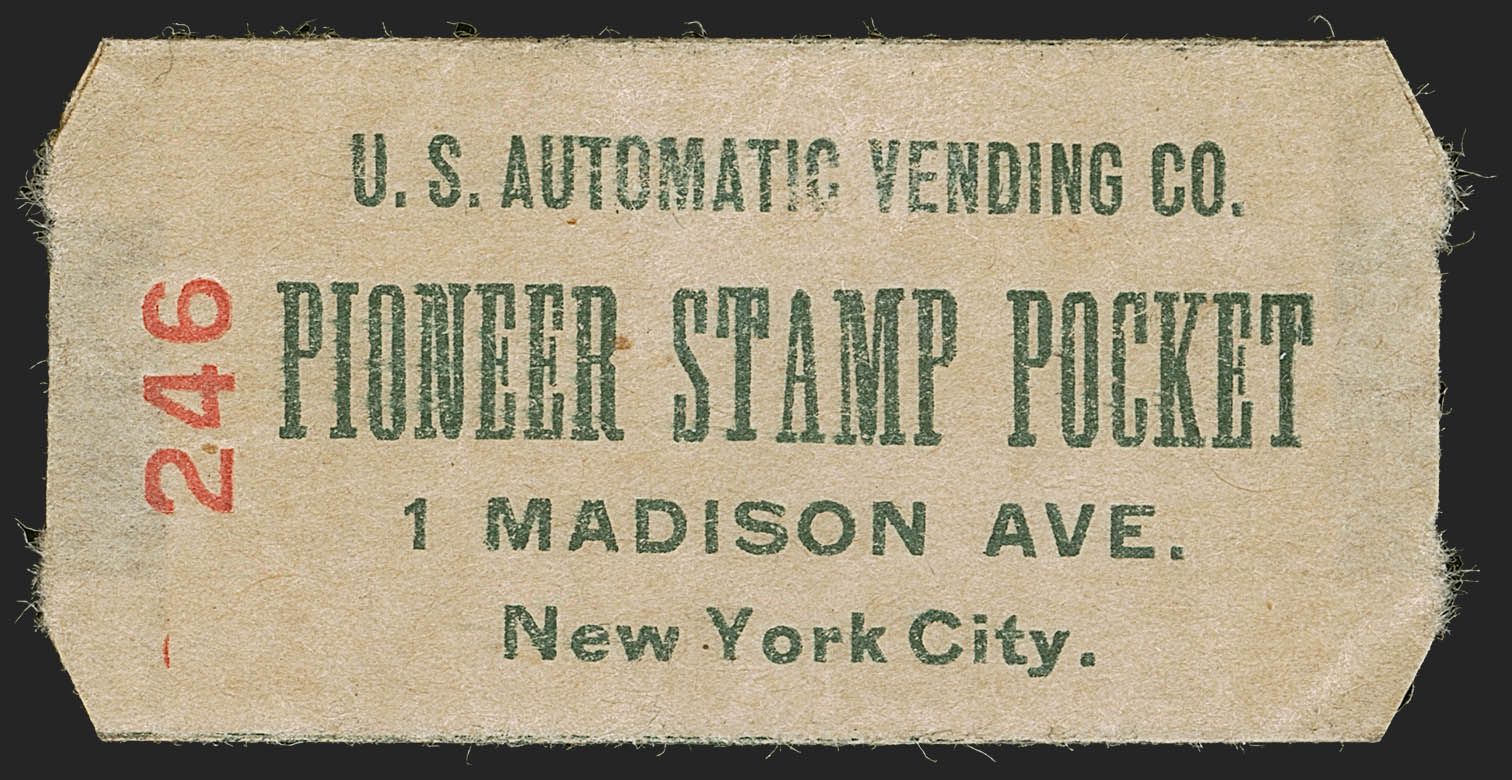 U. S. AUTOMATIC VENDING CO.
PIONEER STAMP POCKET
1 MADISON AVE.
New York City.
246